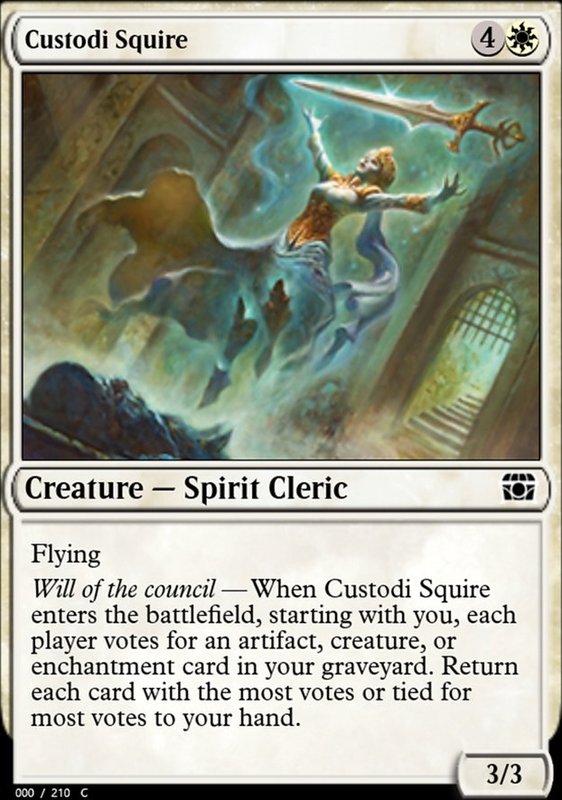 Custodi Squire
4
Creature — Spirit Cleric
Flying
Will of the council — When Custodi Squire
enters the battlefield, starting with you, each
player votes for an artifact, creature, or
enchantment card in your graveyard. Return
each card with the most votes or tied for
most votes to your hand.
3/3
000 / 210 C